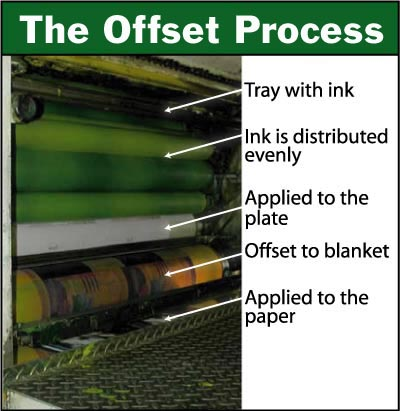 The Offset Process
Tray with ink
Ink is distributed
evenly
Applied to the
plate
Offset to blanket
Applied to the
paper